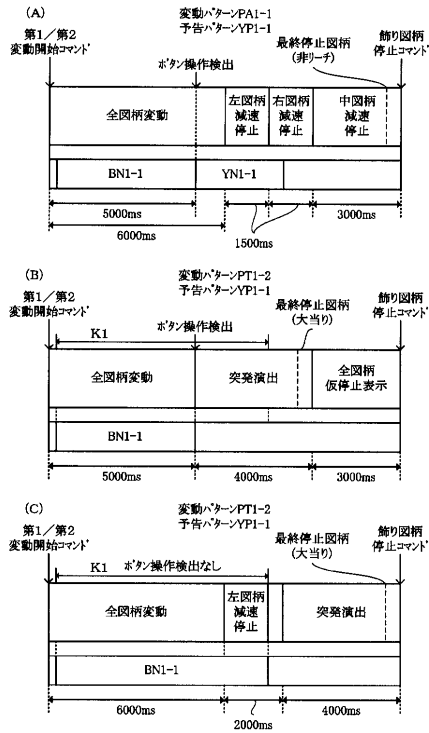 (A)
変動パターンPA1-1
予告パターンYP1-1
第1/第2
変動開始コマンド
ボタン操作検出
最終停止図柄
(非リーチ)
飾り図柄
停止コマンド
全図柄変動
左図柄
減速
停止
右図柄
減速
停止
中図柄
減速
停止
BN1-1
YN1-1
5000ms
6000ms
1500ms
3000ms
(B)
変動パターンPT1-2
予告パターンYP1-1
第1/第2
変動開始コマンド
K1
ボタン操作検出
最終停止図柄
(大当り)
飾り図柄
停止コマンド
全図柄変動
突発演出
全図柄
仮停止表示
BN1-1
5000ms
4000ms
3000ms
(C)
変動パターンPT1-2
予告パターンYP1-1
第1/第2
変動開始コマンド
K1
ボタン操作検出なし
最終停止図柄
(大当り)
飾り図柄
停止コマンド
全図柄変動
左図柄
減速
停止
突発演出
BN1-1
6000ms
2000ms
4000ms